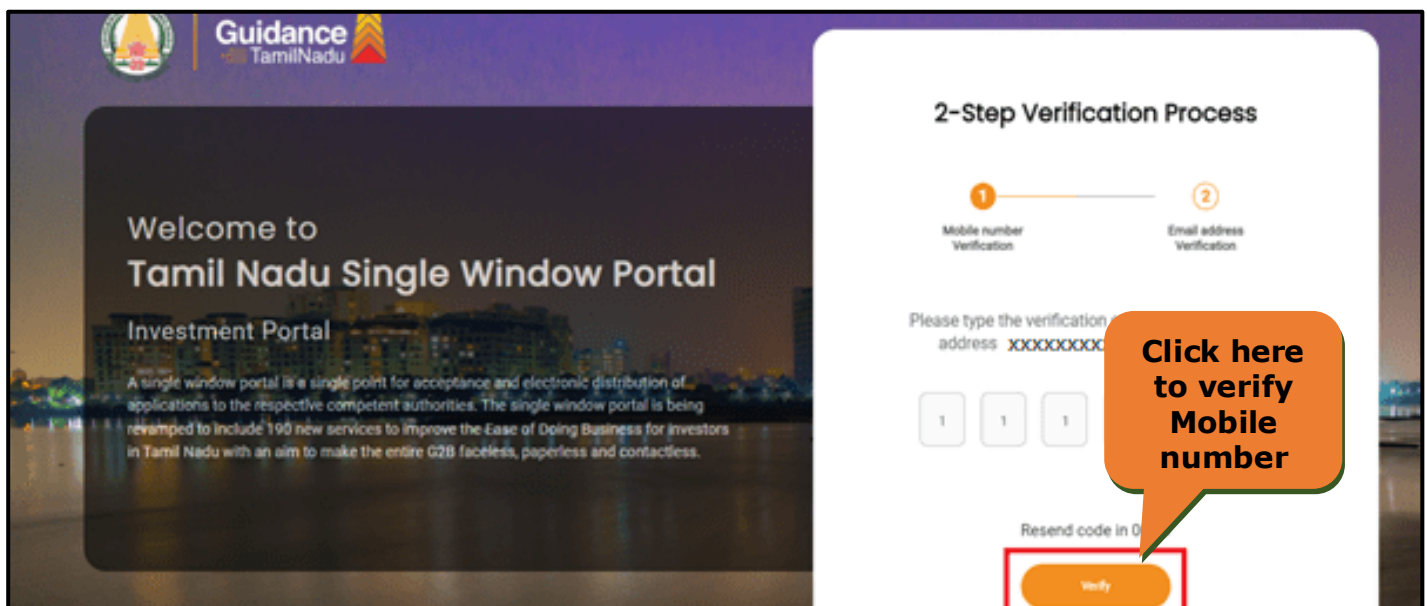 Guidance
TamilNadu
Welcome to
Tamil Nadu Single Window Portal
Investment Portal
A single window portal is a single point for acceptance and electronic distribution of
applications to the respective competent authorities. The single window portal is being
revamped to include 190 new services to improve the Ease of Doing Business for investors
in Tamil Nadu with an aim to make the entire G2B faceless, paperless and contactless.
2-Step Verification Process
1
2
Mobile number
Verification
Email address
Verification
Please type the verification
address XXXXXXXXX
1 1 1
Click here
to verify
Mobile
number
Resend code in 0
Verify